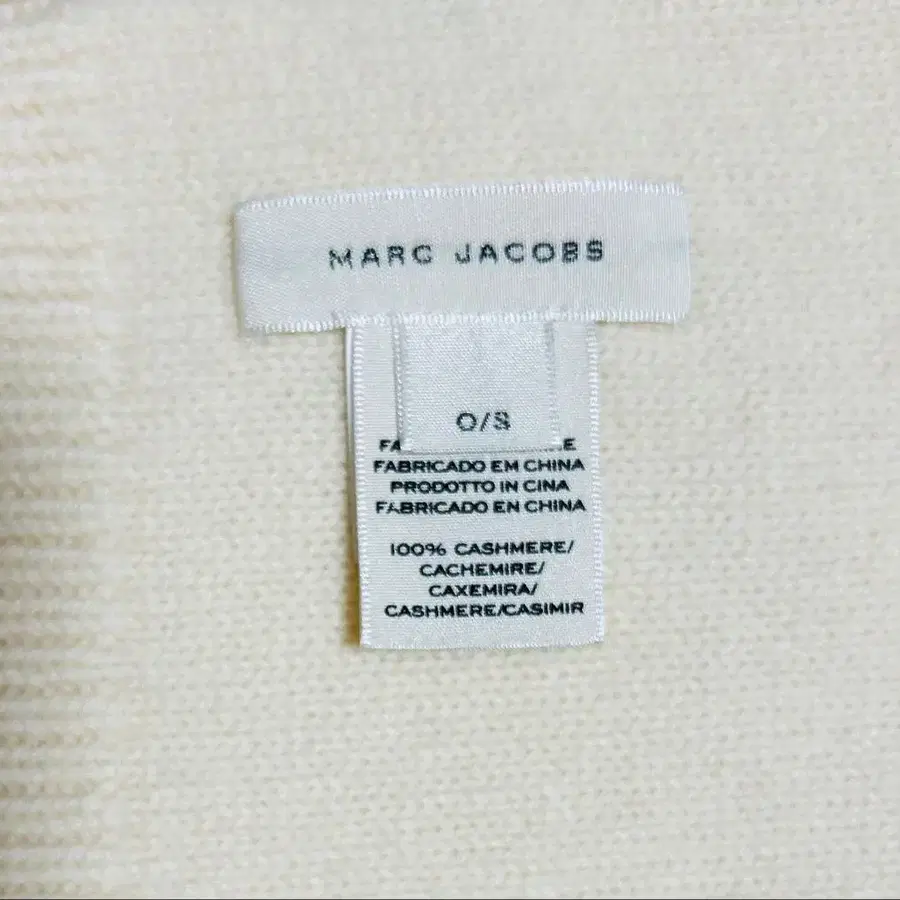 MARC JACOBS
O/S
FABRICADO EM CHINA
PRODOTTO IN CINA
FABRICADO EN CHINA
100% CASHMERE/
CACHEMIRE/
CAXEMIRA/
CASHMERE/CASIMIR